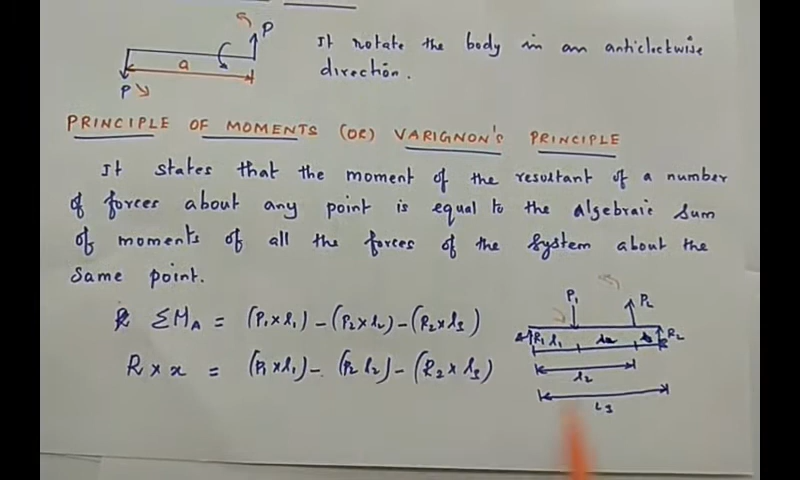 P
It rotate the body in an anticlockwise
a
direction.
P
PRINCIPLE OF MOMENTS (OR) VARIGNON'S PRINCIPLE
It states that the moment of the resultant of a number
of forces about any point is equal to the algebraic sum
of moments of all the forces of the system about the
same point.
P1 P2
ΣMA = (P1 x l1) - (P2 x l2) - (R2 x l3)
R1 l1 R2
R x x = (P1 x l1) - (P2 l2) - (R2 x l3)
l2
L3